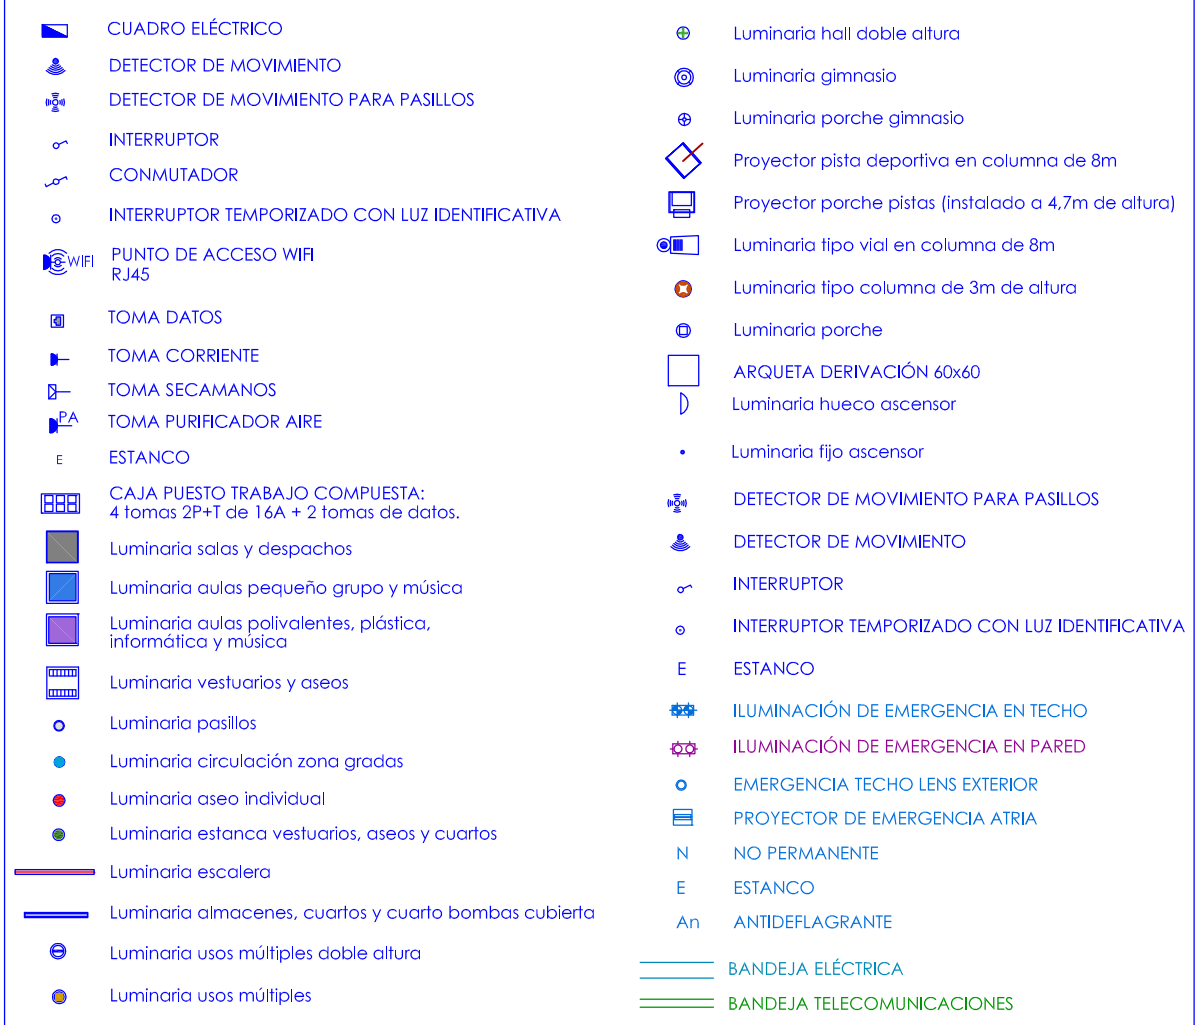 CUADRO ELÉCTRICO
DETECTOR DE MOVIMIENTO
DETECTOR DE MOVIMIENTO PARA PASILLOS
INTERRUPTOR
CONMUTADOR
INTERRUPTOR TEMPORIZADO CON LUZ IDENTIFICATIVA
WIFI PUNTO DE ACCESO WIFI
RJ45
TOMA DATOS
TOMA CORRIENTE
TOMA SECAMANOS
PA TOMA PURIFICADOR AIRE
E ESTANCO
CAJA PUESTO TRABAJO COMPUESTA:
4 tomas 2P+T de 16A + 2 tomas de datos.
Luminaria salas y despachos
Luminaria aulas pequeño grupo y música
Luminaria aulas polivalentes, plástica,
informática y música
Luminaria vestuarios y aseos
Luminaria pasillos
Luminaria circulación zona gradas
Luminaria aseo individual
Luminaria estanca vestuarios, aseos y cuartos
Luminaria escalera
Luminaria almacenes, cuartos y cuarto bombas cubierta
Luminaria usos múltiples doble altura
Luminaria usos múltiples
Luminaria hall doble altura
Luminaria gimnasio
Luminaria porche gimnasio
Proyector pista deportiva en columna de 8m
Proyector porche pistas (instalado a 4,7m de altura)
Luminaria tipo vial en columna de 8m
Luminaria tipo columna de 3m de altura
Luminaria porche
ARQUETA DERIVACIÓN 60x60
Luminaria hueco ascensor
Luminaria fijo ascensor
DETECTOR DE MOVIMIENTO PARA PASILLOS
DETECTOR DE MOVIMIENTO
INTERRUPTOR
INTERRUPTOR TEMPORIZADO CON LUZ IDENTIFICATIVA
E ESTANCO
ILUMINACIÓN DE EMERGENCIA EN TECHO
ILUMINACIÓN DE EMERGENCIA EN PARED
EMERGENCIA TECHO LENS EXTERIOR
PROYECTOR DE EMERGENCIA ATRIA
N NO PERMANENTE
E ESTANCO
An ANTIDEFLAGRANTE
BANDEJA ELÉCTRICA
BANDEJA TELECOMUNICACIONES